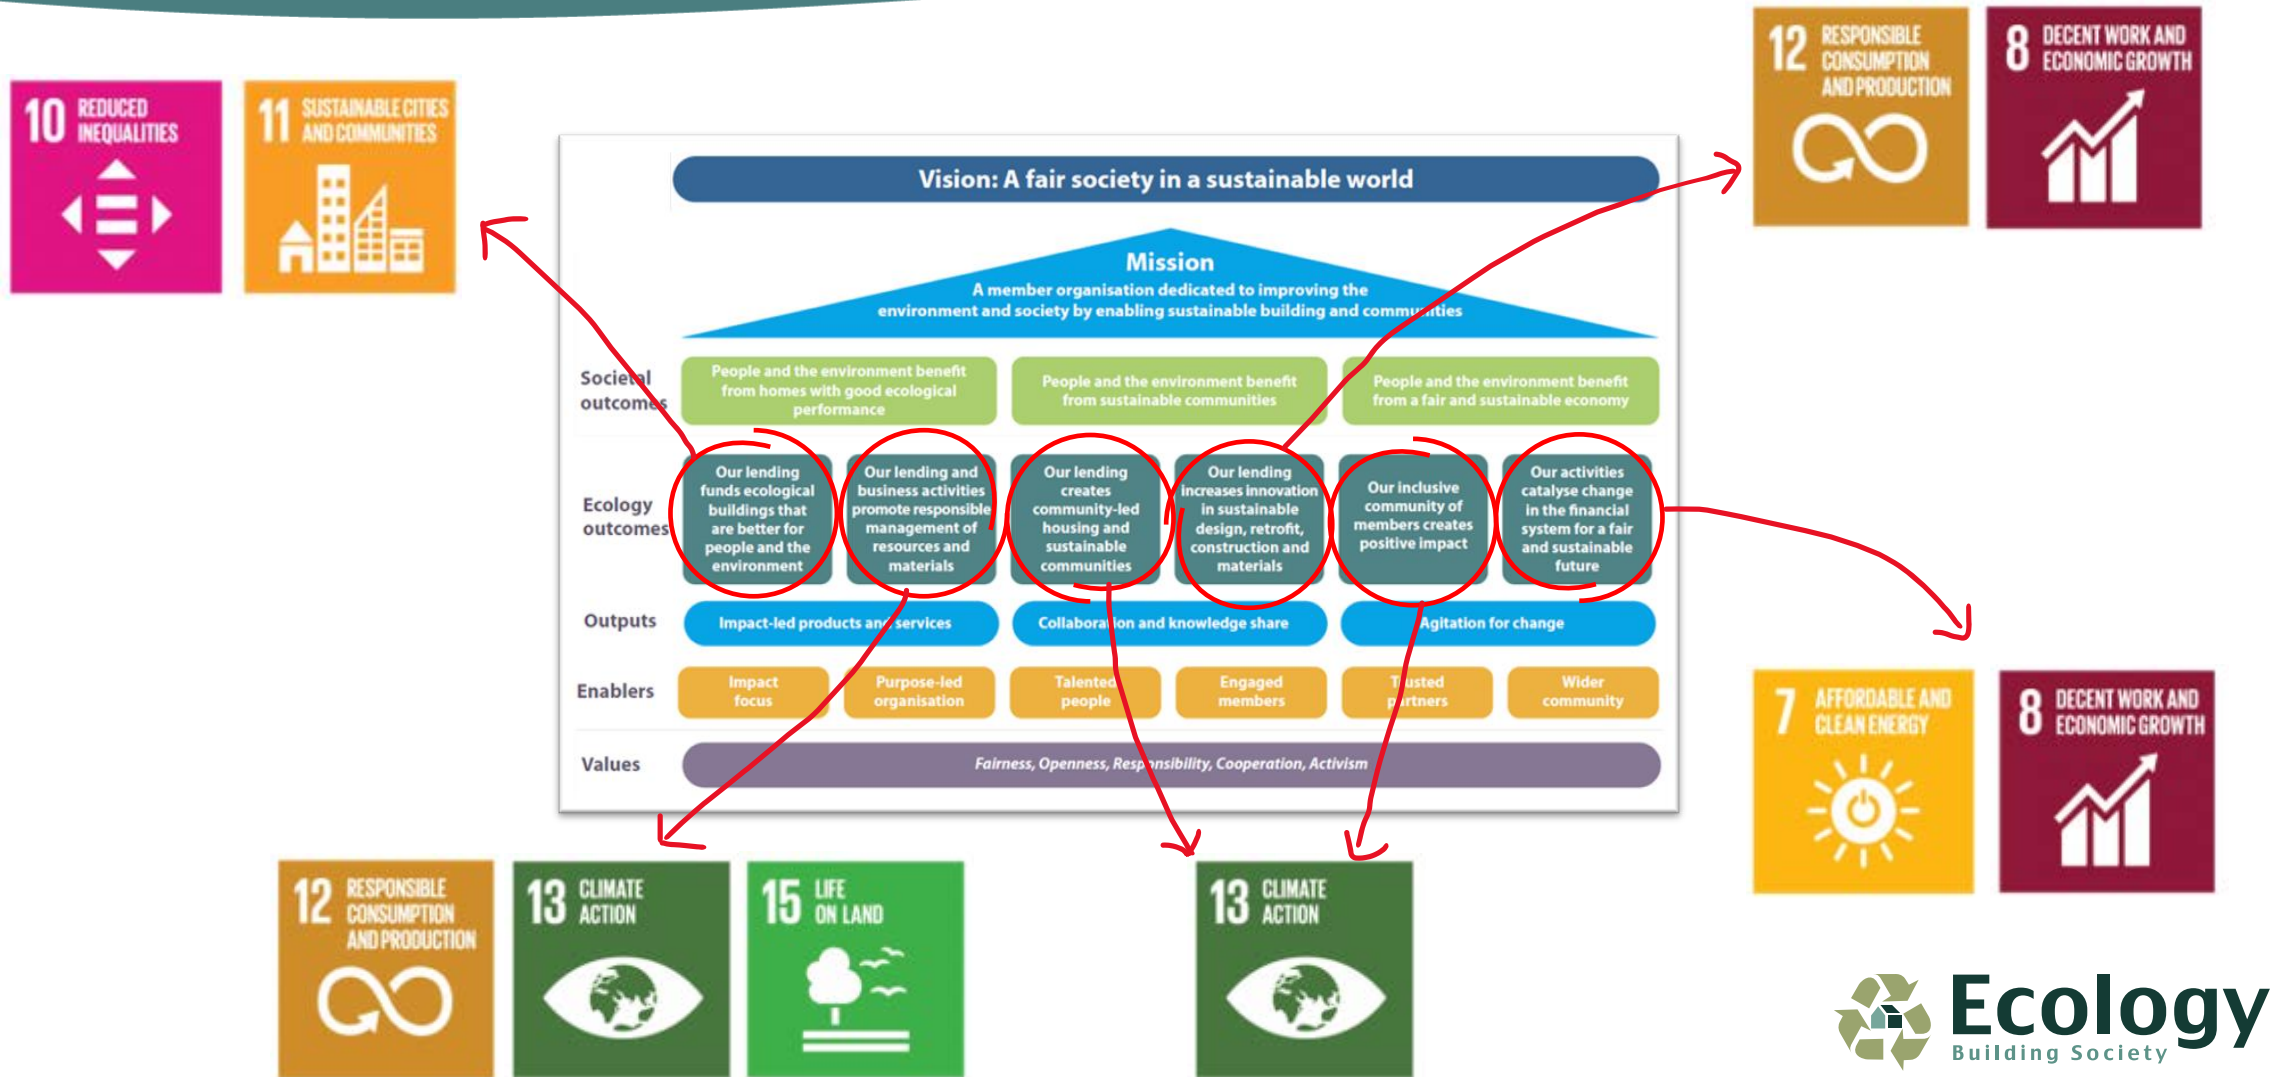 10 REDUCED
INEQUALITIES
11 SUSTAINABLE CITIES
AND COMMUNITIES
12 RESPONSIBLE
CONSUMPTION
AND PRODUCTION
8 DECENT WORK AND
ECONOMIC GROWTH
Vision: A fair society in a sustainable world
Mission
A member organisation dedicated to improving the
environment and society by enabling sustainable building and communities
Societal
outcomes
People and the environment benefit
from homes with good ecological
performance
People and the environment benefit
from sustainable communities
People and the environment benefit
from a fair and sustainable economy
Ecology
outcomes
Our lending
funds ecological
buildings that
are better for
people and the
environment
Our lending and
business activities
promote responsible
management of
resources and
materials
Our lending
creates
community-led
housing and
sustainable
communities
Our lending
increases innovation
in sustainable
design, retrofit,
construction and
materials
Our inclusive
community of
members creates
positive impact
Our activities
catalyse change
in the financial
system for a fair
and sustainable
future
Outputs
Impact-led products and services
Collaboration and knowledge share
Agitation for change
Enablers
Impact
focus
Purpose-led
organisation
Talented
people
Engaged
members
Trusted
partners
Wider
community
Values
Fairness, Openness, Responsibility, Cooperation, Activism
7 AFFORDABLE AND
CLEAN ENERGY
8 DECENT WORK AND
ECONOMIC GROWTH
12 RESPONSIBLE
CONSUMPTION
AND PRODUCTION
13 CLIMATE
ACTION
15 LIFE
ON LAND
13 CLIMATE
ACTION
Ecology
Building Society